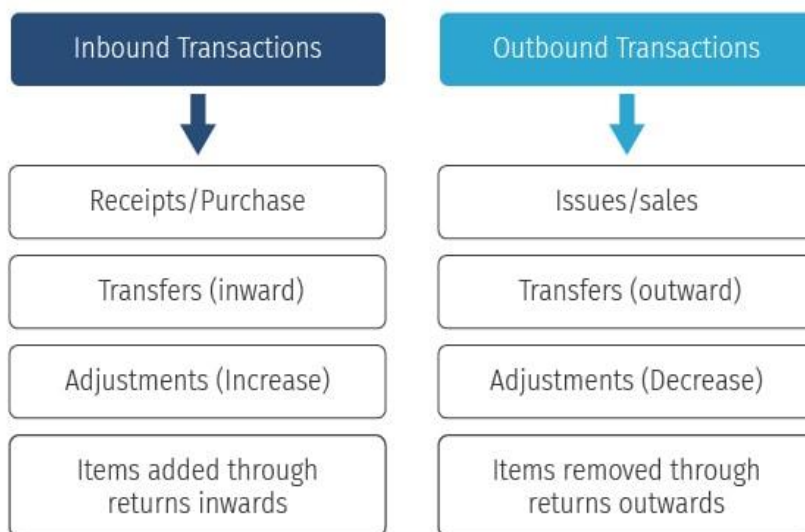 Inbound Transactions
Receipts/Purchase
Transfers (inward)
Adjustments (Increase)
Items added through
returns inwards
Outbound Transactions
Issues/sales
Transfers (outward)
Adjustments (Decrease)
Items removed through
returns outwards